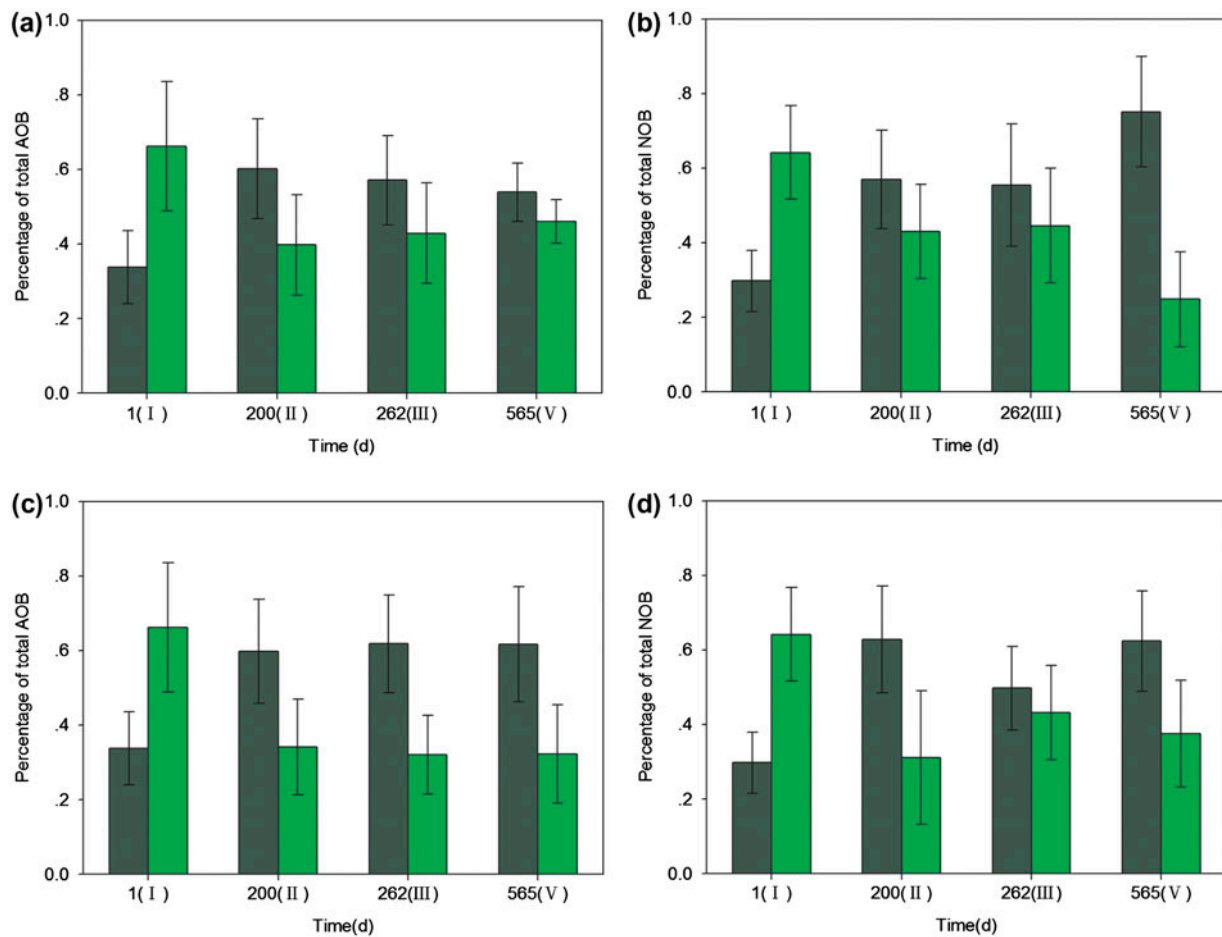 (a)
Percentage of total AOB
1.0
.8
.6
.4
.2
0.0
1(Ⅰ) 200(Ⅱ) 262(Ⅲ) 565(Ⅴ)
Time (d)
(b)
Percentage of total NOB
1.0
.8
.6
.4
.2
0.0
1(Ⅰ) 200(Ⅱ) 262(Ⅲ) 565(Ⅴ)
Time (d)
(c)
Percentage of total AOB
1.0
.8
.6
.4
.2
0.0
1(Ⅰ) 200(Ⅱ) 262(Ⅲ) 565(Ⅴ)
Time(d)
(d)
Percentage of total NOB
1.0
.8
.6
.4
.2
0.0
1(Ⅰ) 200(Ⅱ) 262(Ⅲ) 565(Ⅴ)
Time(d)